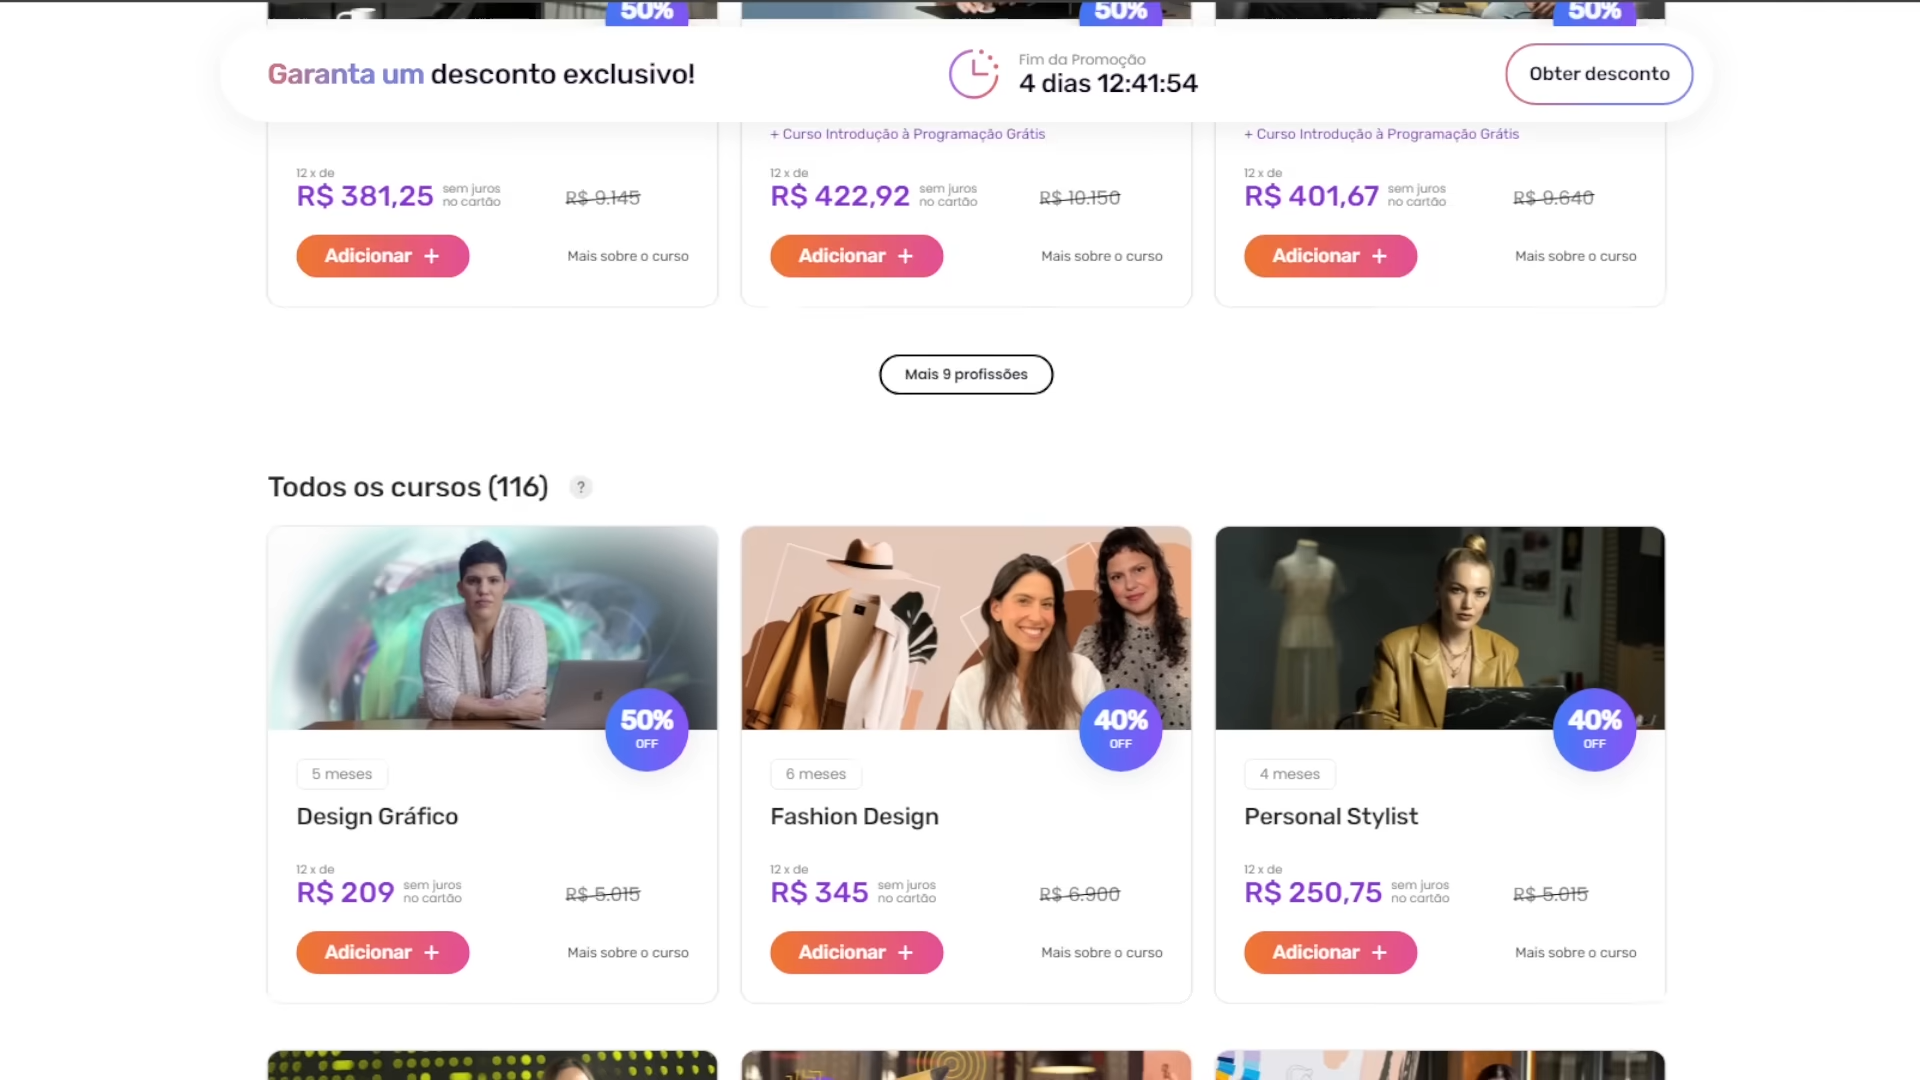 50%
50%
50%
Garanta um desconto exclusivo!
Fim da Promoção
4 dias 12:41:54
Obter desconto
+ Curso Introdução à Programação Grátis
+ Curso Introdução à Programação Grátis
12 x de
R$ 381,25 sem juros no cartão
R$ 9.145
12 x de
R$ 422,92 sem juros no cartão
R$ 10.150
12 x de
R$ 401,67 sem juros no cartão
R$ 9.640
Adicionar +
Mais sobre o curso
Adicionar +
Mais sobre o curso
Adicionar +
Mais sobre o curso
Mais 9 profissões
Todos os cursos (116) ?
50%
OFF
5 meses
Design Gráfico
12 x de
R$ 209 sem juros no cartão
R$ 5.015
Adicionar +
Mais sobre o curso
40%
OFF
6 meses
Fashion Design
12 x de
R$ 345 sem juros no cartão
R$ 6.900
Adicionar +
Mais sobre o curso
40%
OFF
4 meses
Personal Stylist
12 x de
R$ 250,75 sem juros no cartão
R$ 5.015
Adicionar +
Mais sobre o curso